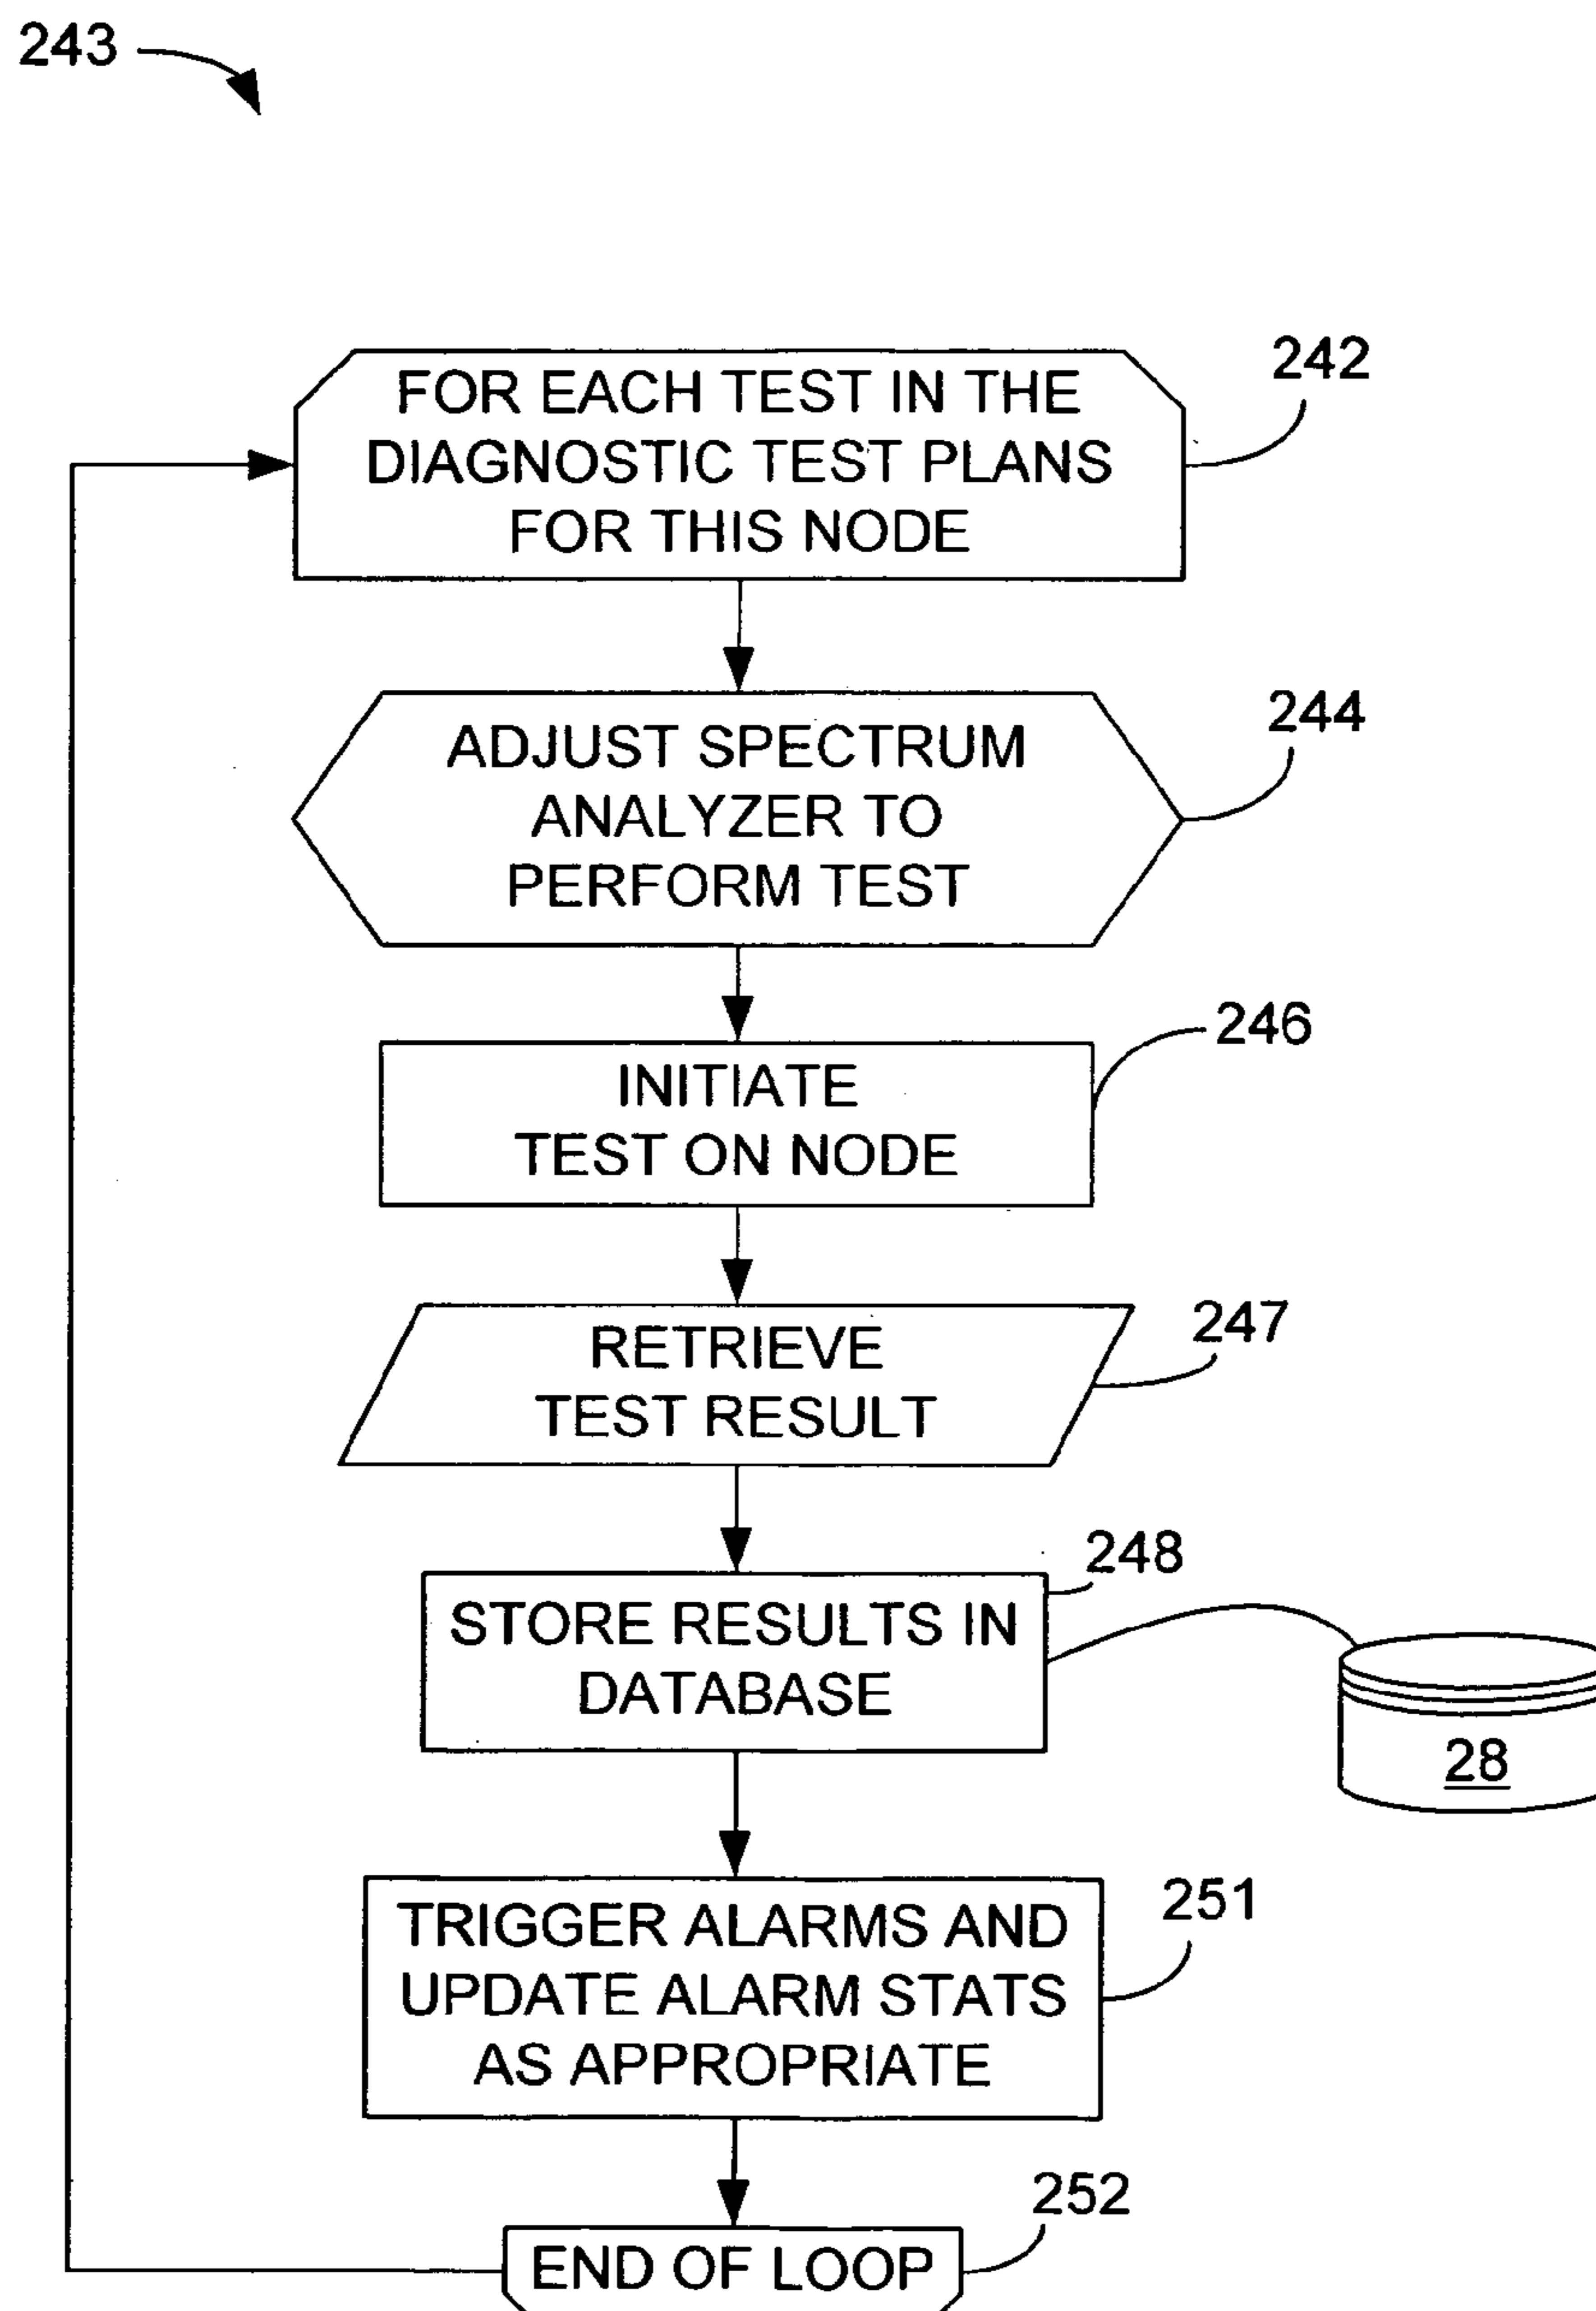 243
FOR EACH TEST IN THE
DIAGNOSTIC TEST PLANS
FOR THIS NODE
242
ADJUST SPECTRUM
ANALYZER TO
PERFORM TEST
244
INITIATE
TEST ON NODE
246
RETRIEVE
TEST RESULT
247
STORE RESULTS IN
DATABASE
248
28
TRIGGER ALARMS AND
UPDATE ALARM STATS
AS APPROPRIATE
251
END OF LOOP
252